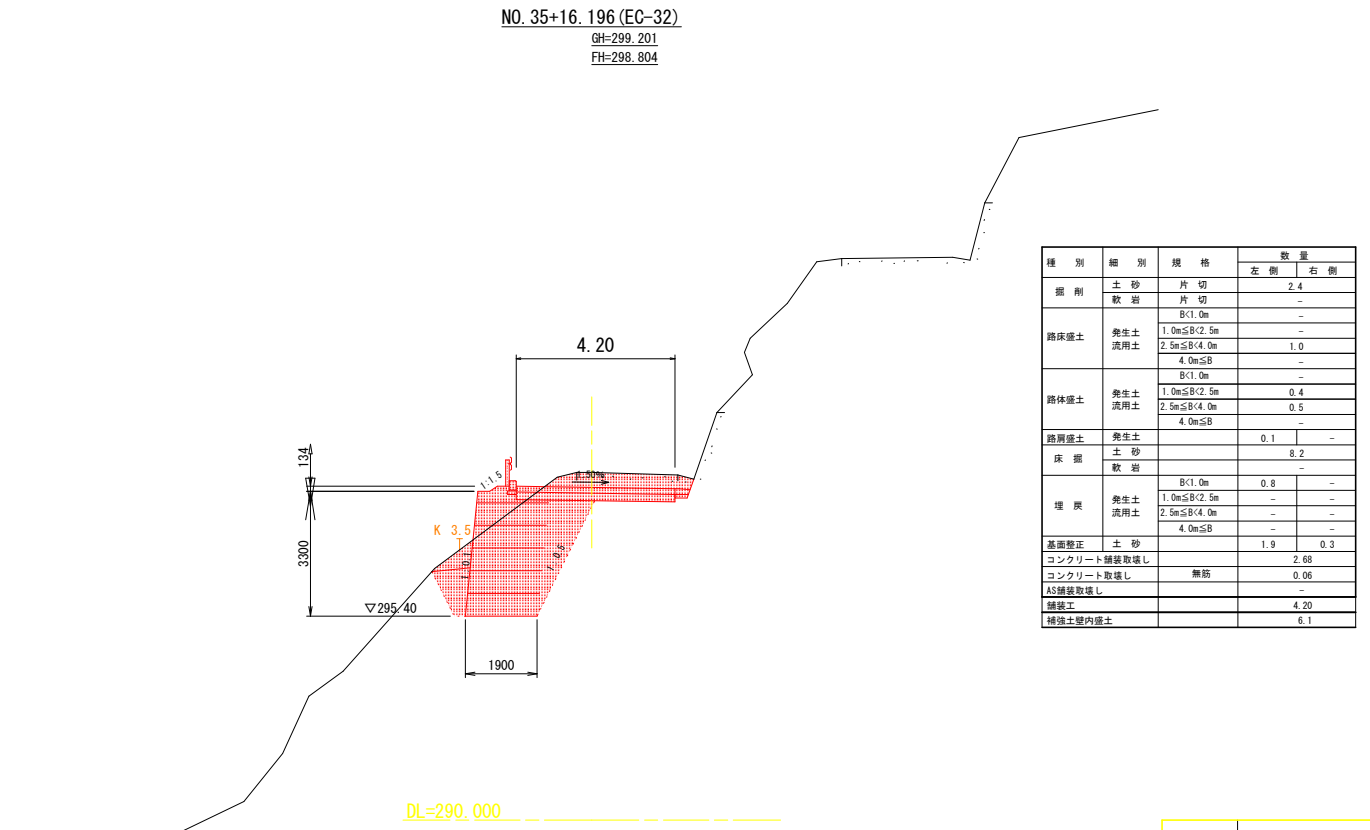 NO.35+16.196(EC-32)
GH=299.201
FH=298.804
4.20
134
1:1.5
1.50%
K 3.5
3300
1:0.1
1:0.5
▽295.40
1900
DL=290.000
種 別 細 別 規 格 数 量
左 側 右 側
掘 削 土 砂 片 切 2.4
軟 岩 片 切 -
路床盛土 発生土 流用土 B<1.0m -
1.0m≦B<2.5m -
2.5m≦B<4.0m 1.0
4.0m≦B -
路体盛土 発生土 流用土 B<1.0m -
1.0m≦B<2.5m 0.4
2.5m≦B<4.0m 0.5
4.0m≦B -
路肩盛土 発生土 0.1 -
床 掘 土 砂 8.2
軟 岩 -
埋 戻 発生土 流用土 B<1.0m 0.8 -
1.0m≦B<2.5m - -
2.5m≦B<4.0m - -
4.0m≦B - -
基面整正 土 砂 1.9 0.3
コンクリート舗装取壊し 2.68
コンクリート取壊し 無筋 0.06
AS舗装取壊し -
舗装工 4.20
補強土壁内盛土 6.1